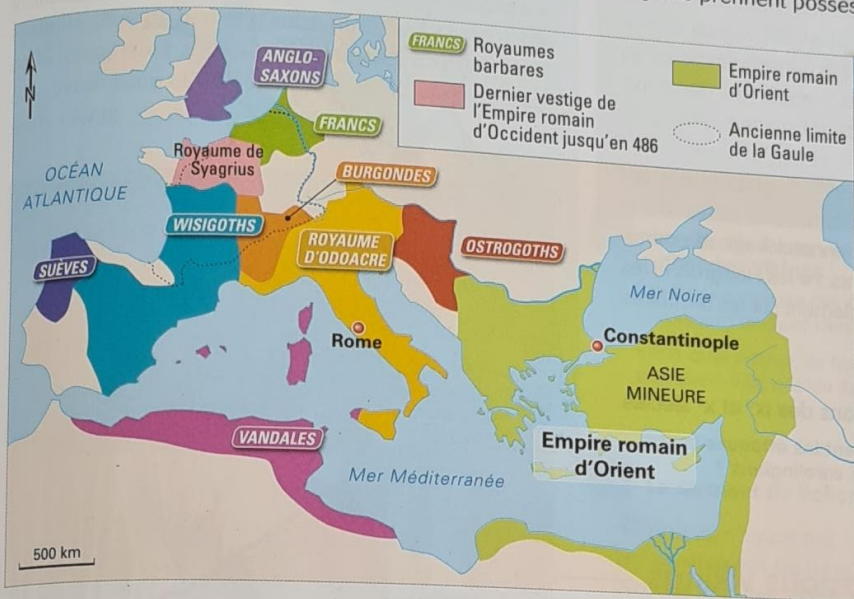 prennent posses
FRANCS
Royaumes
barbares
Dernier vestige de
l'Empire romain
d'Occident jusqu'en 486
Empire romain
d'Orient
Ancienne limite
de la Gaule
N
ANGLO-
SAXONS
FRANCS
Royaume de
Syagrius
BURGONDES
OCÉAN
ATLANTIQUE
WISIGOTHS
ROYAUME
D'ODOACRE
OSTROGOTHS
SUÈVES
Mer Noire
Rome
Constantinople
ASIE
MINEURE
VANDALES
Empire romain
d'Orient
Mer Méditerranée
500 km